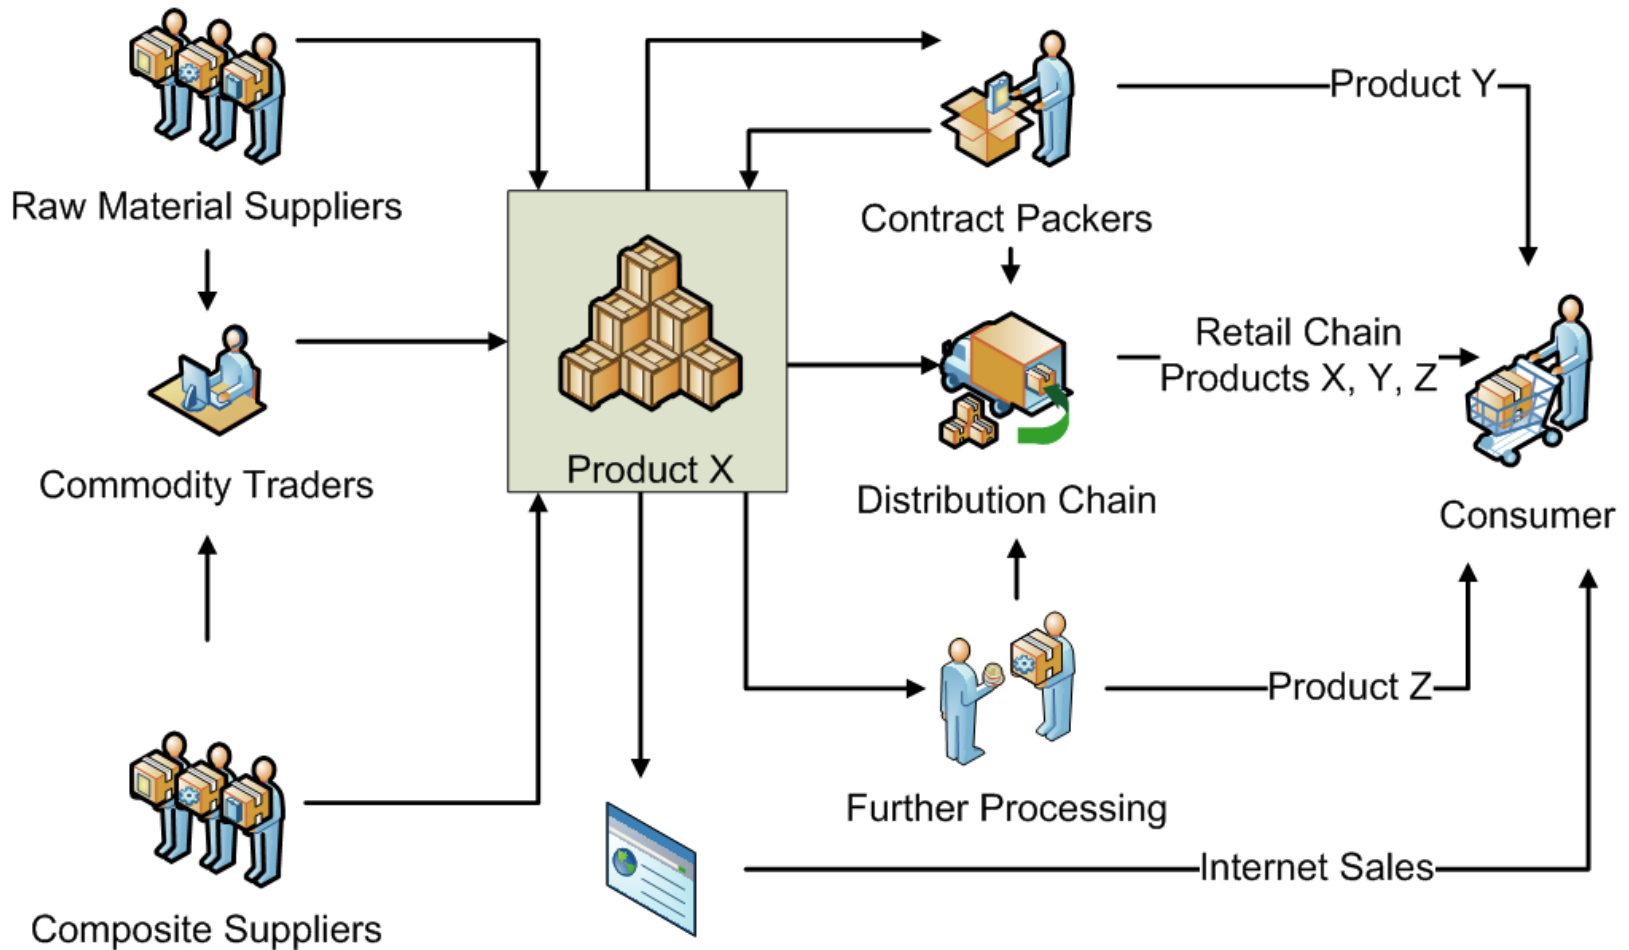 Raw Material Suppliers
Commodity Traders
Composite Suppliers
Product X
Contract Packers
Distribution Chain
Further Processing
Product Y
Retail Chain
Products X, Y, Z
Product Z
Internet Sales
Consumer